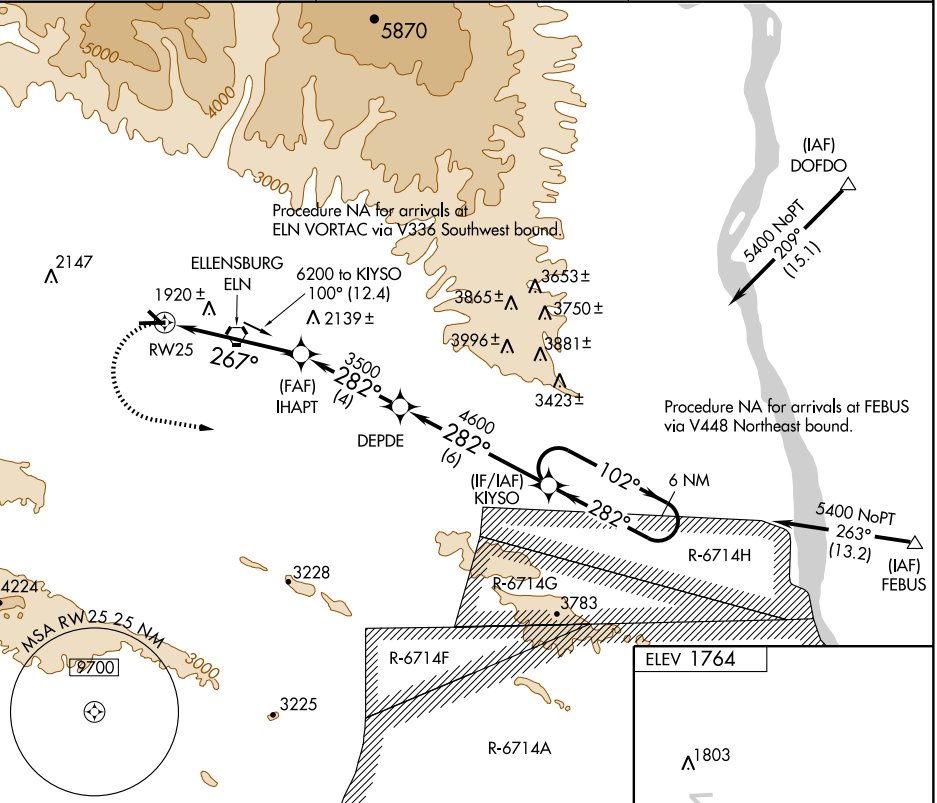 5870
5000
4000
3000
(IAF)
DOFDO
5400 NoPT
209°
(15.1)
Procedure NA for arrivals at
ELN VORTAC via V336 Southwest bound.
2147
ELLENSBURG
ELN
6200 to KIYSO
100° (12.4)
1920 ±
2139 ±
3653 ±
3865 ±
3750 ±
3996 ±
3881 ±
3423 ±
RW25
267°
(FAF)
IHAPT
3500
282°
(4)
DEPDE
4600
282°
(6)
Procedure NA for arrivals at FEBUS
via V448 Northeast bound.
(IF/IAF)
KIYSO
102°
6 NM
282°
5400 NoPT
263°
(13.2)
(IAF)
FEBUS
R-6714H
R-6714G
3783
4224
3228
MSA RW25 25 NM
9700
3000
R-6714F
ELEV 1764
3225
R-6714A
1803